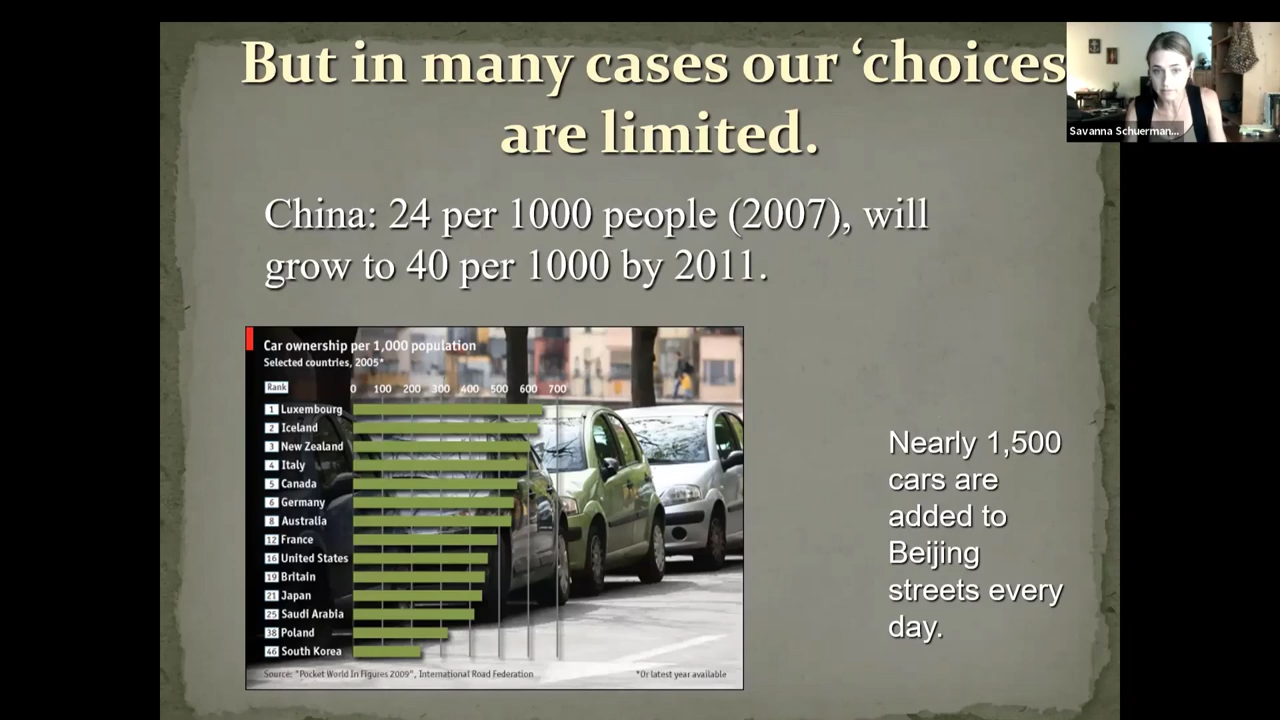 But in many cases our ‘choices
are limited.
Savanna Schuerman...
China: 24 per 1000 people (2007), will
grow to 40 per 1000 by 2011.
Car ownership per 1,000 population
Selected countries, 2005*
Rank 0 100 200 300 400 500 600 700
1 Luxembourg
2 Iceland
3 New Zealand
4 Italy
5 Canada
6 Germany
8 Australia
12 France
16 United States
19 Britain
21 Japan
25 Saudi Arabia
38 Poland
46 South Korea
Source: "Pocket World In Figures 2009", International Road Federation *Or latest year available
Nearly 1,500
cars are
added to
Beijing
streets every
day.